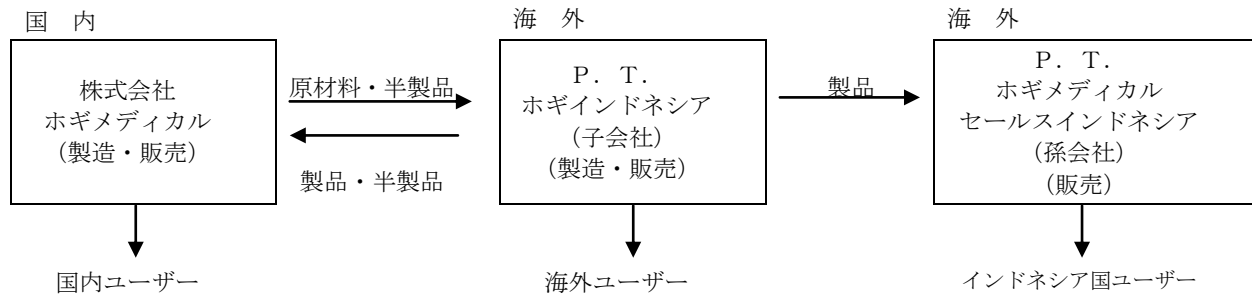 国　内
海　外
海　外
株式会社
ホギメディカル
（製造・販売）
原材料・半製品
製品・半製品
Ｐ．Ｔ．
ホギインドネシア
（子会社）
（製造・販売）
製品
Ｐ．Ｔ．
ホギメディカル
セールスインドネシア
（孫会社）
（販売）
国内ユーザー
海外ユーザー
インドネシア国ユーザー